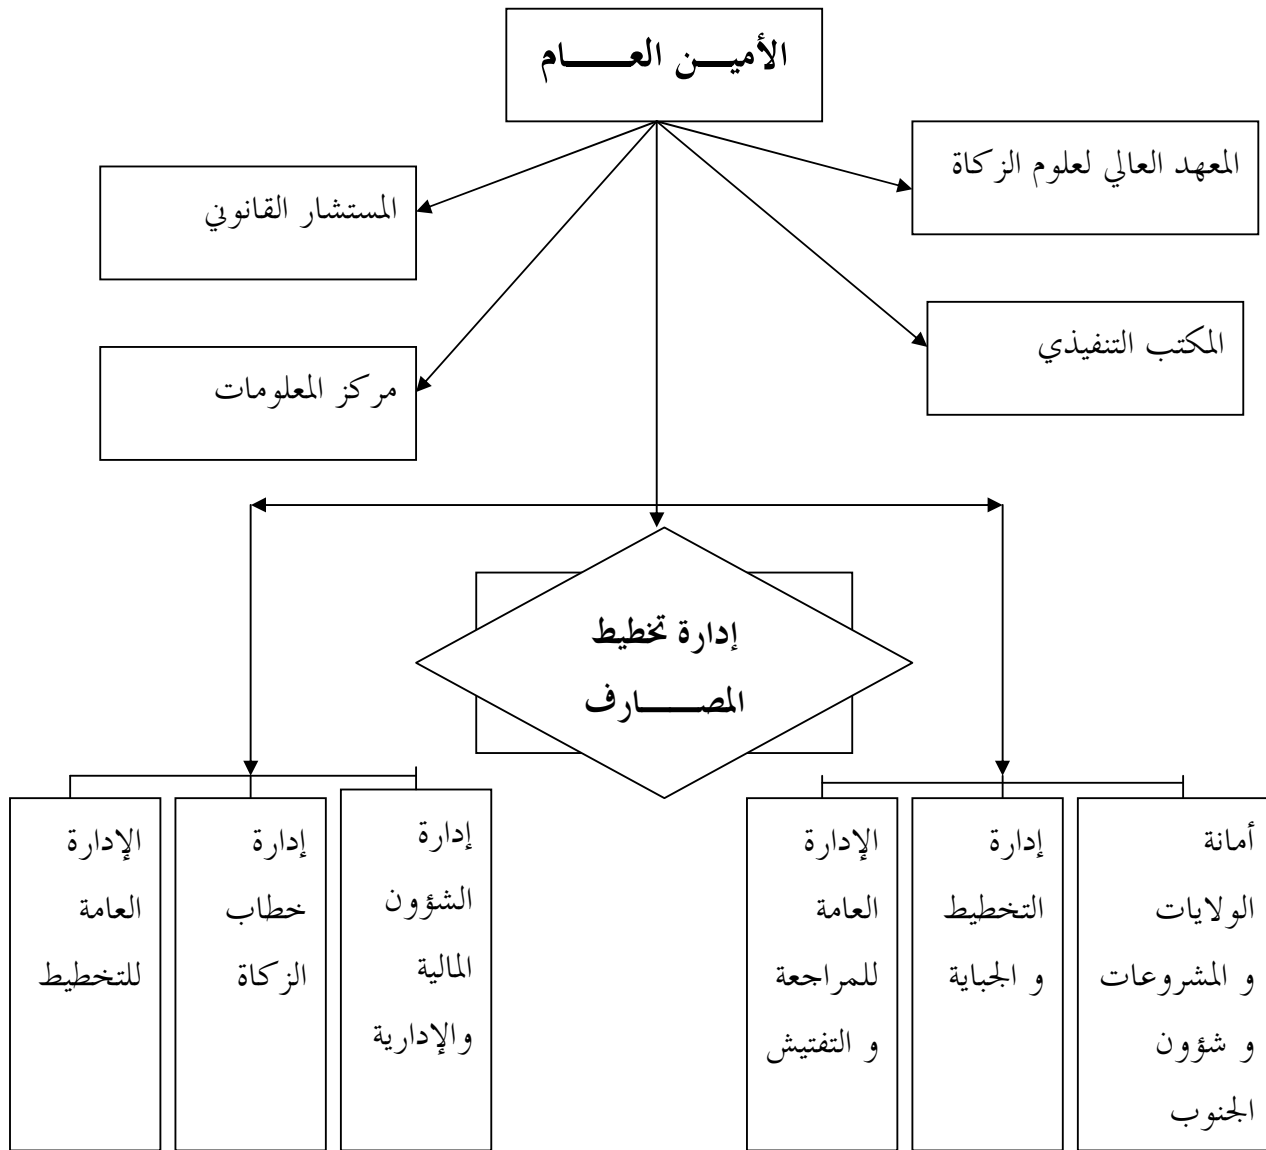 الأميـــن العـــــام
المعهد العالي لعلوم الزكاة
المستشار القانوني
المكتب التنفيذي
مركز المعلومات
إدارة تخطيط
المصـــــارف
أمانة
الولايات
و المشروعات
و شؤون
الجنوب
إدارة
التخطيط
و الجباية
الإدارة
العامة
للمراجعة
و التفتيش
إدارة
الشؤون
المالية
والإدارية
إدارة
خطاب
الزكاة
الإدارة
العامة
للتخطيط